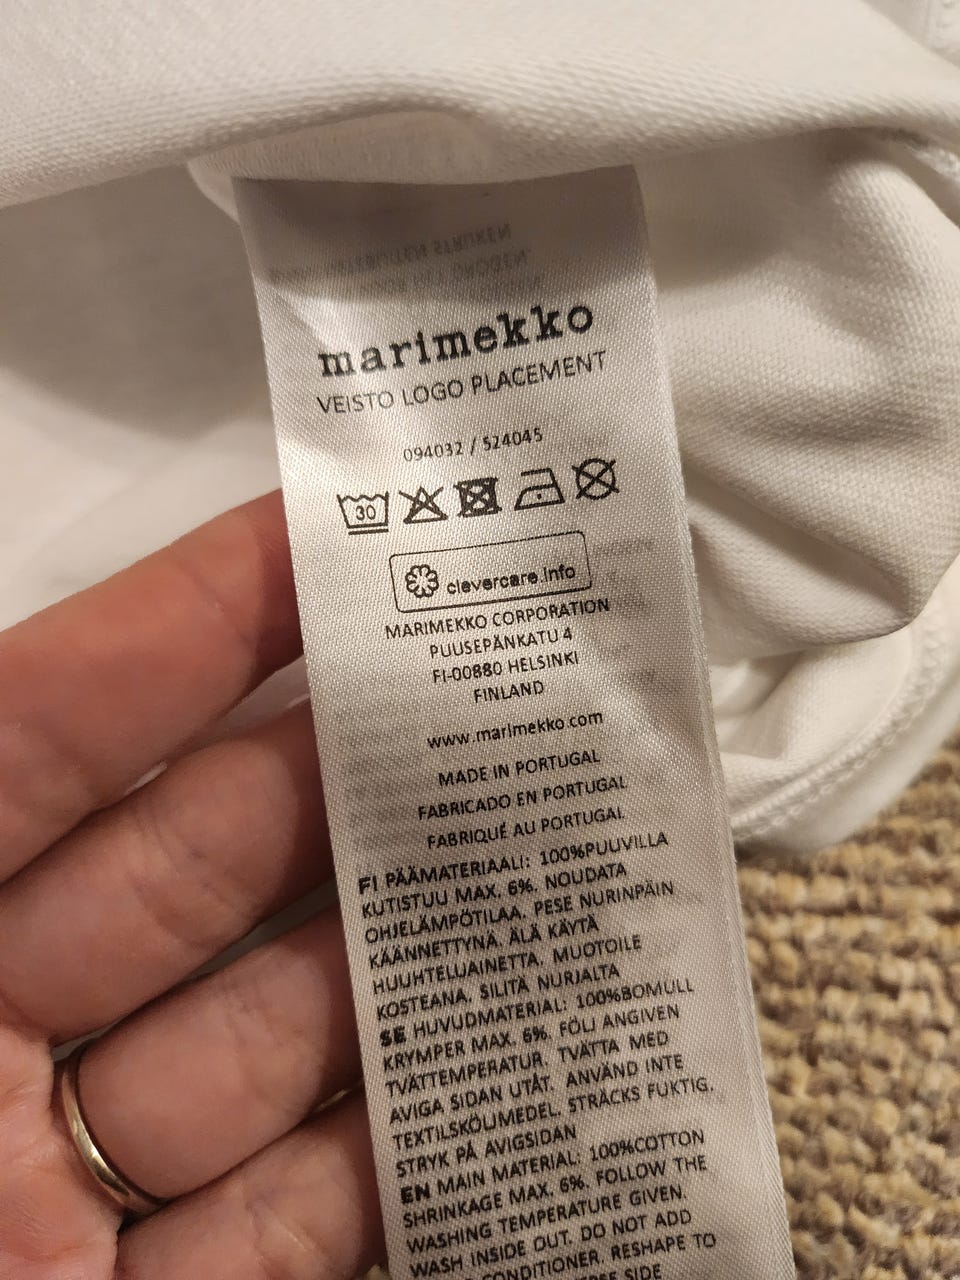 marimekko
VEISTO LOGO PLACEMENT
094032 / 524045
30
clevercare.info
MARIMEKKO CORPORATION
PUUSEPÄNKATU 4
FI-00880 HELSINKI
FINLAND
www.marimekko.com
MADE IN PORTUGAL
FABRICADO EN PORTUGAL
FABRIQUÉ AU PORTUGAL
FI PÄÄMATERIAALI: 100%PUUVILLA
KUTISTUU MAX. 6%. NOUDATA
OHJELÄMPÖTILAA. PESE NURINPÄIN
KÄÄNNETTYNÄ. ÄLÄ KÄYTÄ
HUUHTELUAINETTA. MUOTOILE
KOSTEANA. SILITÄ NURJALTA
SE HUVUDMATERIAL: 100%BOMULL
KRYMPER MAX. 6%. FÖLJ ANGIVEN
TVÄTTEMPERATUR. TVÄTTA MED
AVIGA SIDAN UTÅT. ANVÄND INTE
TEXTILSKÖLJMEDEL. STRÄCKS FUKTIG.
STRYK PÅ AVIGSIDAN
EN MAIN MATERIAL: 100%COTTON
SHRINKAGE MAX. 6%. FOLLOW THE
WASHING TEMPERATURE GIVEN.
WASH INSIDE OUT. DO NOT ADD
CONDITIONER. RESHAPE TO
SIDE